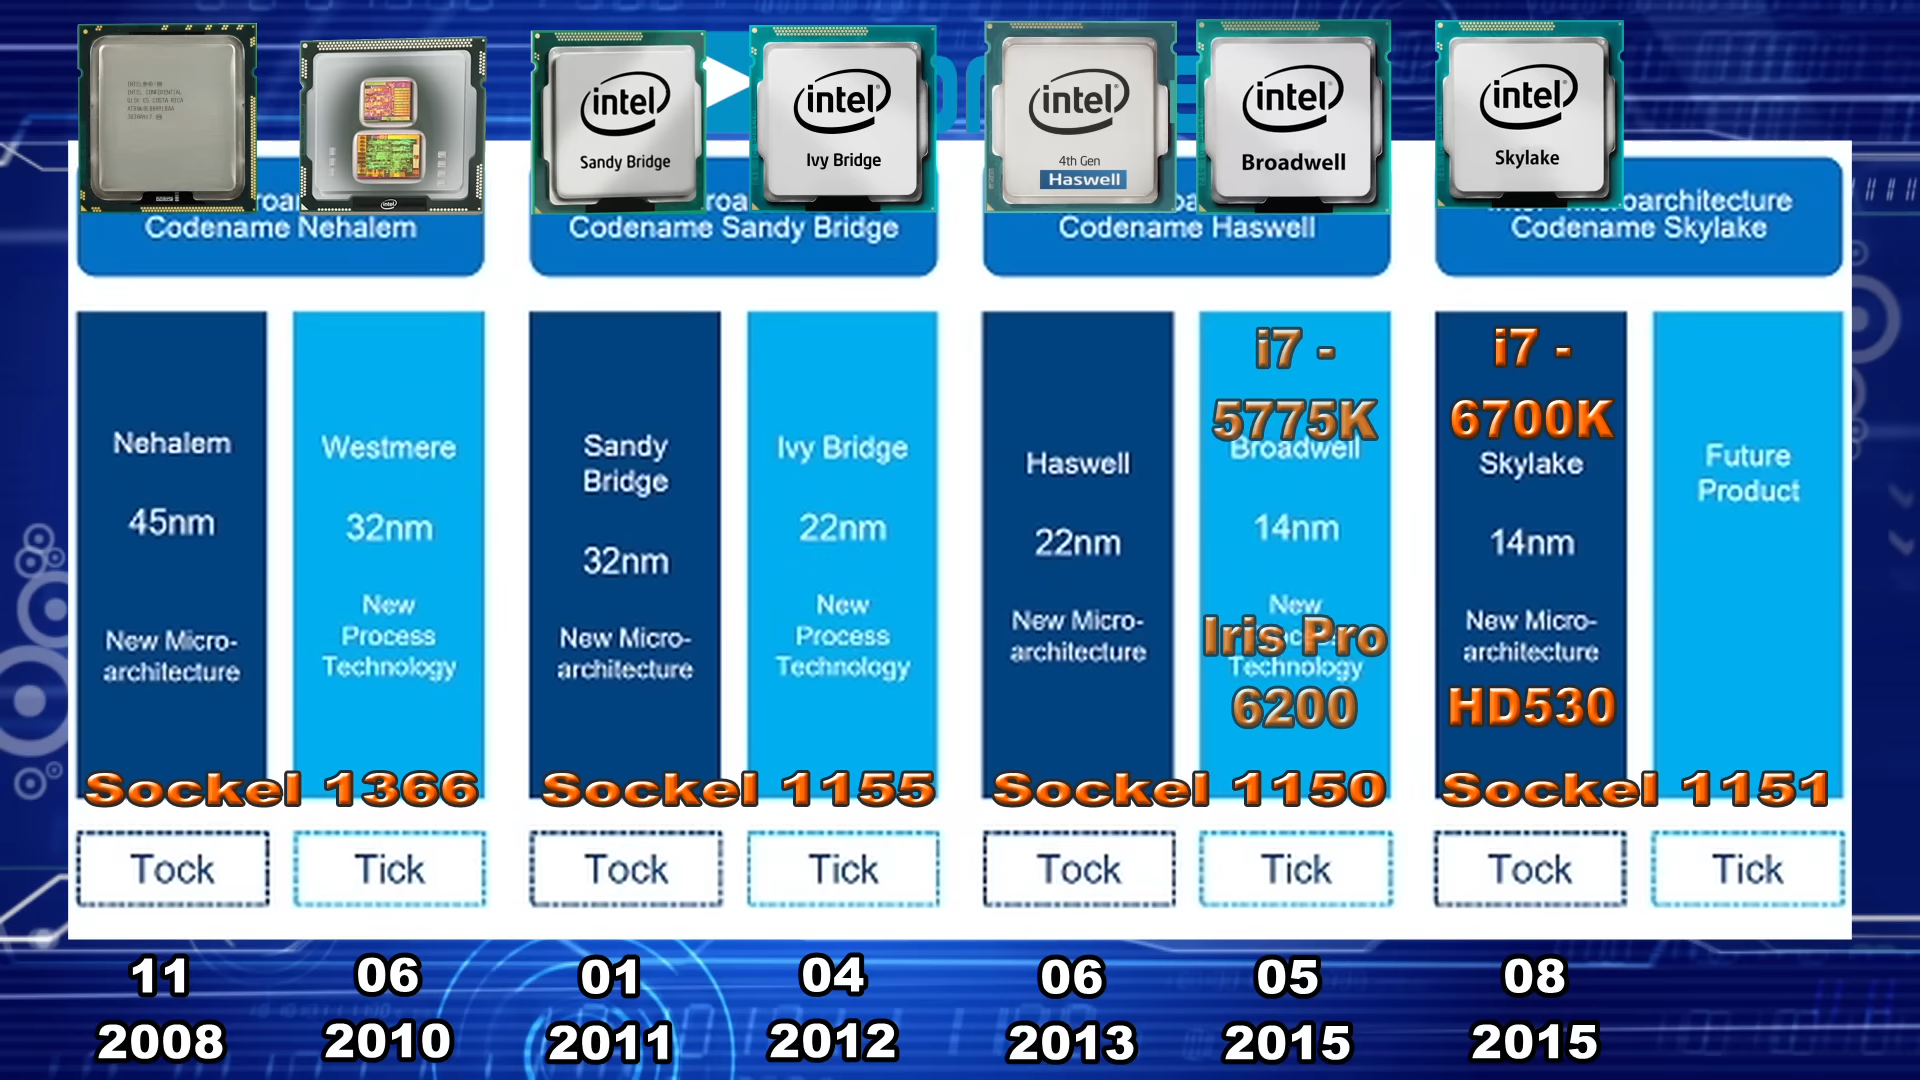 intel
Sandy Bridge
intel
Ivy Bridge
intel
4th Gen
Haswell
intel
Broadwell
intel
Skylake
INTEL CONFIDENTIAL
intel
Codename Nehalem
Codename Sandy Bridge
Codename Haswell
Codename Skylake
Nehalem
45nm
New Micro-
architecture
Westmere
32nm
New
Process
Technology
Sandy
Bridge
32nm
New Micro-
architecture
Ivy Bridge
22nm
New
Process
Technology
Haswell
22nm
New Micro-
architecture
i7 -
5775K
Broadwell
14nm
New
Iris Pro
Technology
6200
i7 -
6700K
Skylake
14nm
New Micro-
architecture
HD530
Future
Product
Sockel 1366
Sockel 1155
Sockel 1150
Sockel 1151
Tock
Tick
Tock
Tick
Tock
Tick
Tock
Tick
11
2008
06
2010
01
2011
04
2012
06
2013
05
2015
08
2015